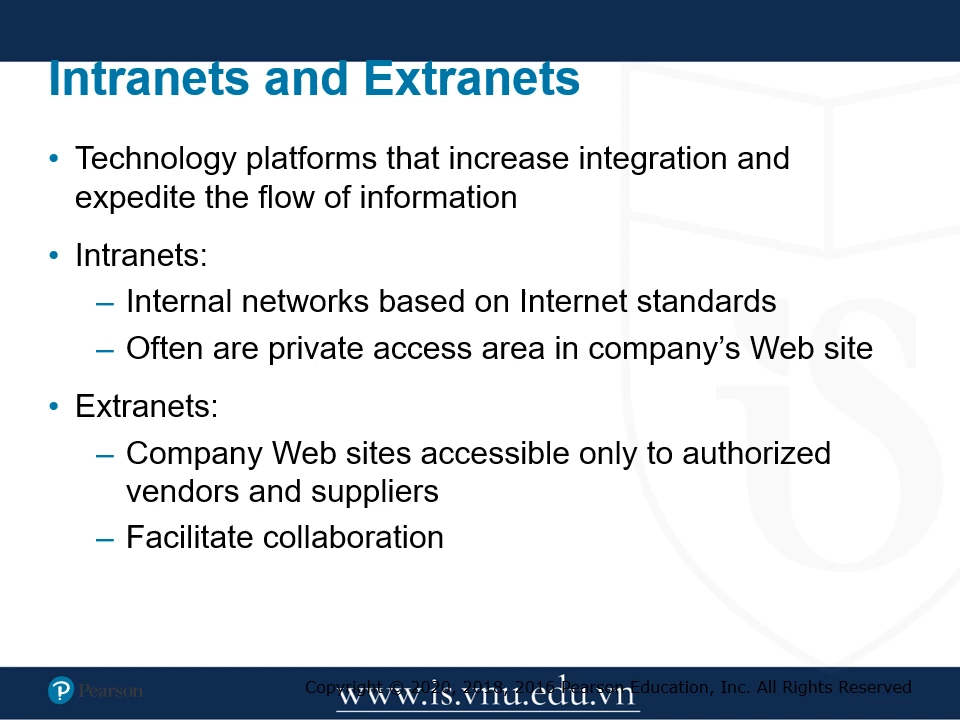 Intranets and Extranets
• Technology platforms that increase integration and
expedite the flow of information
• Intranets:
– Internal networks based on Internet standards
– Often are private access area in company’s Web site
• Extranets:
– Company Web sites accessible only to authorized
vendors and suppliers
– Facilitate collaboration
iS
Pearson
Copyright © 2020, 2018, 2016 Pearson Education, Inc. All Rights Reserved
www.is.vnu.edu.vn